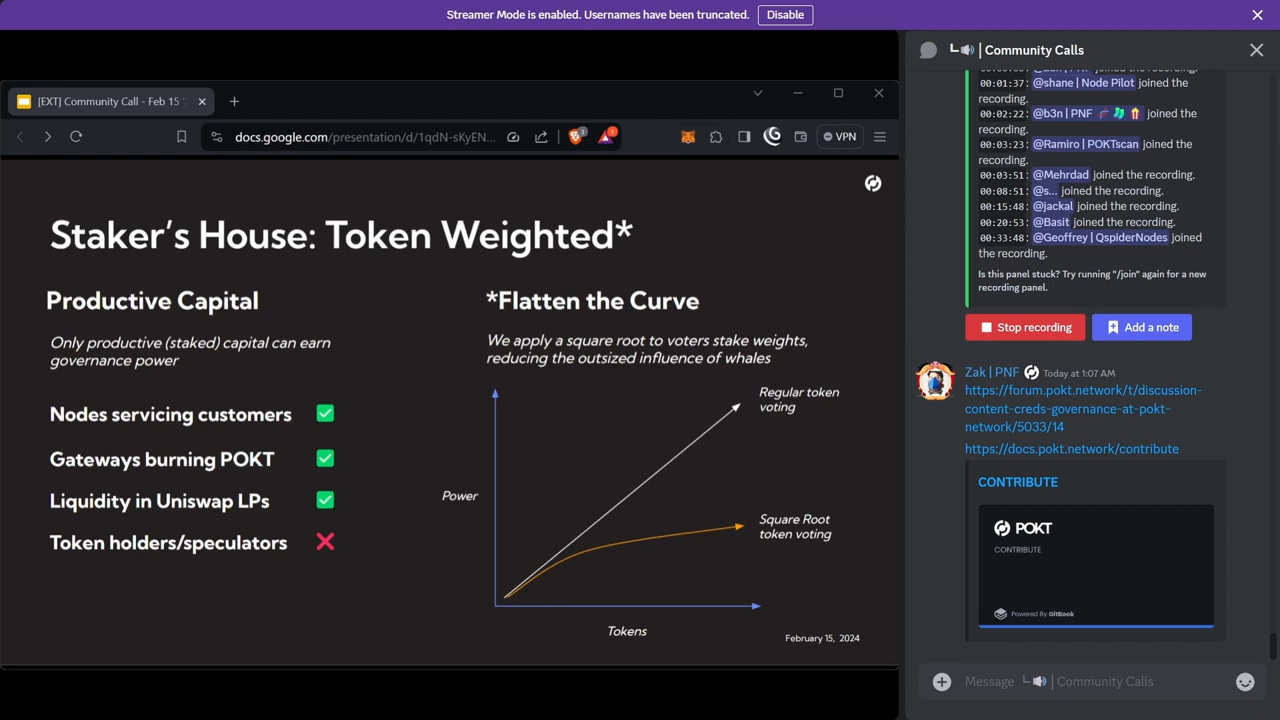 Streamer Mode is enabled. Usernames have been truncated.
Disable
[EXT] Community Call - Feb 15 '
docs.google.com/presentation/d/1qdN-sKyEN...
VPN
Staker's House: Token Weighted*
Productive Capital
Only productive (staked) capital can earn
governance power
Nodes servicing customers
Gateways burning POKT
Liquidity in Uniswap LPs
Token holders/speculators
*Flatten the Curve
We apply a square root to voters stake weights,
reducing the outsized influence of whales
Regular token
voting
Power
Square Root
token voting
Tokens
February 15, 2024
| Community Calls
joined the recording.
00:01:37: @shane | Node Pilot joined the
recording.
00:02:22: @b3n | PNF joined the
recording.
00:03:23: @Ramiro | POKTscan joined the
recording.
00:03:51: @Mehrdad joined the recording.
00:08:51: @s... joined the recording.
00:15:48: @jackal joined the recording.
00:20:53: @Basit joined the recording.
00:33:48: @Geoffrey | QspiderNodes joined
the recording.
Is this panel stuck? Try running "/join" again for a new
recording panel.
Stop recording
Add a note
Zak | PNF Today at 1:07 AM
https://forum.pokt.network/t/discussion-
content-creds-governance-at-pokt-
network/5033/14
https://docs.pokt.network/contribute
CONTRIBUTE
POKT
CONTRIBUTE
Powered By GitBook
Message | Community Calls